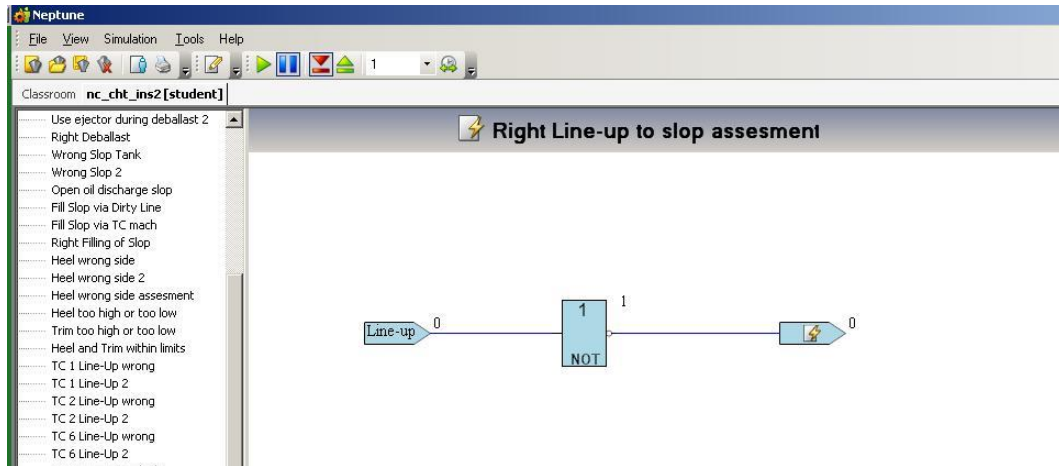 Neptune
File View Simulation Tools Help
1
Classroom nc_cht_ins2[student]
Use ejector during deballast 2
Right Deballast
Wrong Slop Tank
Wrong Slop 2
Open oil discharge slop
Fill Slop via Dirty Line
Fill Slop via TC mach
Right Filling of Slop
Heel wrong side
Heel wrong side 2
Heel wrong side assesment
Heel too high or too low
Trim too high or too low
Heel and Trim within limits
TC 1 Line-Up wrong
TC 1 Line-Up 2
TC 2 Line-Up wrong
TC 2 Line-Up 2
TC 6 Line-Up wrong
TC 6 Line-Up 2
Right Line-up to slop assesment
Line-up 0
1
NOT
1
0